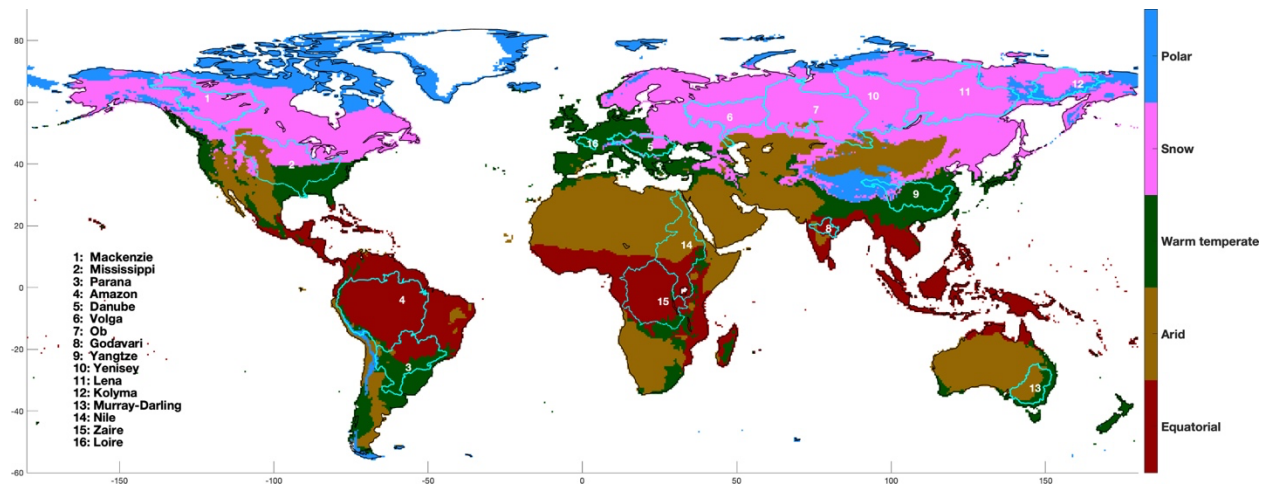 80
60
40
20
0
-20
-40
-60
-150
-100
-50
0
50
100
150
1
2
3
4
5
6
7
8
9
10
11
12
13
14
15
16
1: Mackenzie
2: Mississippi
3: Parana
4: Amazon
5: Danube
6: Volga
7: Ob
8: Godavari
9: Yangtze
10: Yenisey
11: Lena
12: Kolyma
13: Murray-Darling
14: Nile
15: Zaire
16: Loire
Polar
Snow
Warm temperate
Arid
Equatorial